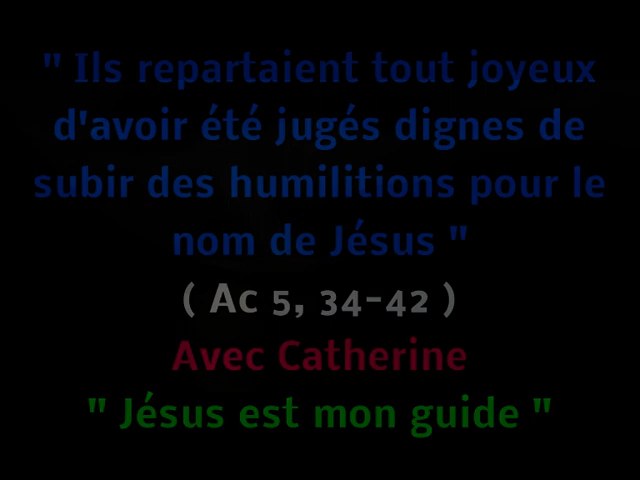 " Ils repartaient tout joyeux
d'avoir été jugés dignes de
subir des humilitions pour le
nom de Jésus "
( Ac 5, 34-42 )
Avec Catherine
" Jésus est mon guide "